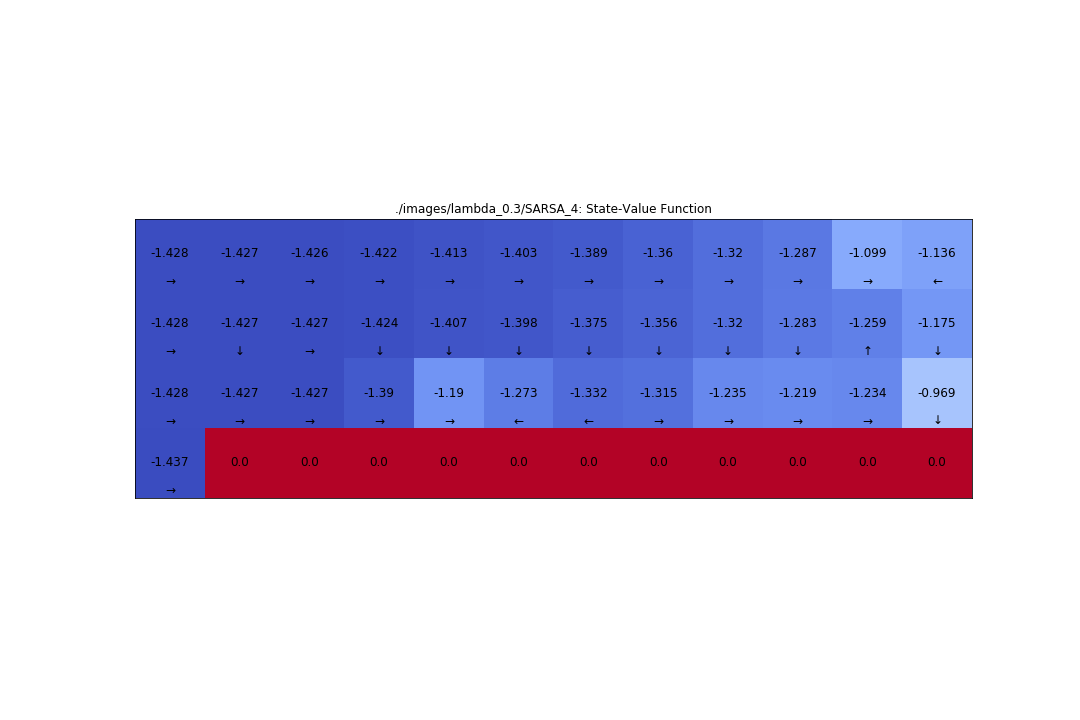 ./images/lambda_0.3/SARSA_4: State-Value Function
-1.428 -1.427 -1.426 -1.422 -1.413 -1.403 -1.389 -1.36 -1.32 -1.287 -1.099 -1.136
→ → → → → → → → → → → ←
-1.428 -1.427 -1.427 -1.424 -1.407 -1.398 -1.375 -1.356 -1.32 -1.283 -1.259 -1.175
→ ↓ → ↓ ↓ ↓ ↓ ↓ ↓ ↓ ↑ ↓
-1.428 -1.427 -1.427 -1.39 -1.19 -1.273 -1.332 -1.315 -1.235 -1.219 -1.234 -0.969
→ → → → → ← ← → → → → ↓
-1.437 0.0 0.0 0.0 0.0 0.0 0.0 0.0 0.0 0.0 0.0 0.0
→